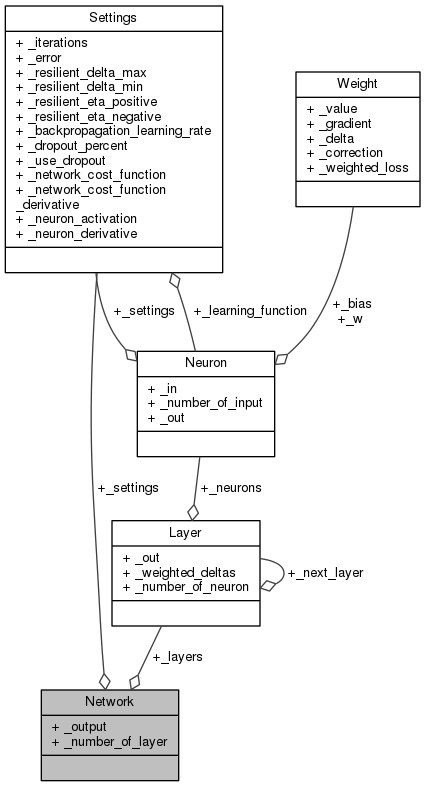 Settings
+ _iterations
+ _error
+ _resilient_delta_max
+ _resilient_delta_min
+ _resilient_eta_positive
+ _resilient_eta_negative
+ _backpropagation_learning_rate
+ _dropout_percent
+ _use_dropout
+ _network_cost_function
+ _network_cost_function
_derivative
+ _neuron_activation
+ _neuron_derivative
Weight
+ _value
+ _gradient
+ _delta
+ _correction
+ _weighted_loss
+_settings
+_learning_function
+_bias
+_w
Neuron
+ _in
+ _number_of_input
+ _out
+_settings
+_neurons
Layer
+ _out
+ _weighted_deltas
+ _number_of_neuron
+_next_layer
+_layers
Network
+ _output
+ _number_of_layer